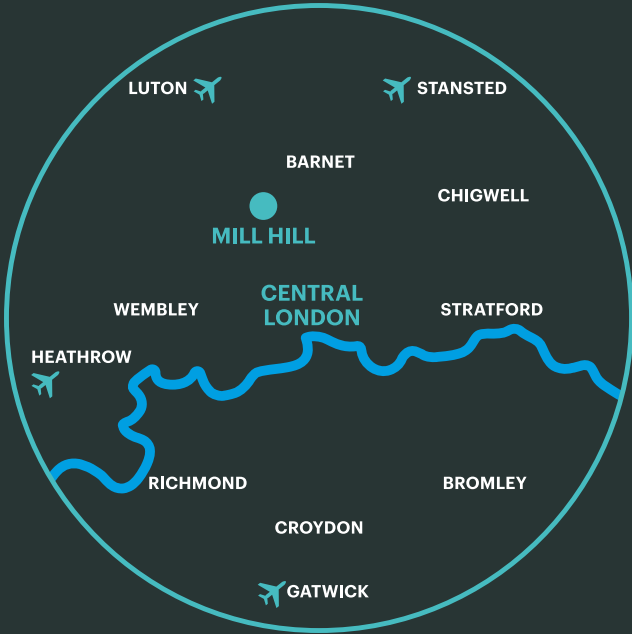 LUTON
STANSTED
BARNET
CHIGWELL
MILL HILL
CENTRAL
LONDON
WEMBLEY
STRATFORD
HEATHROW
RICHMOND
BROMLEY
CROYDON
GATWICK